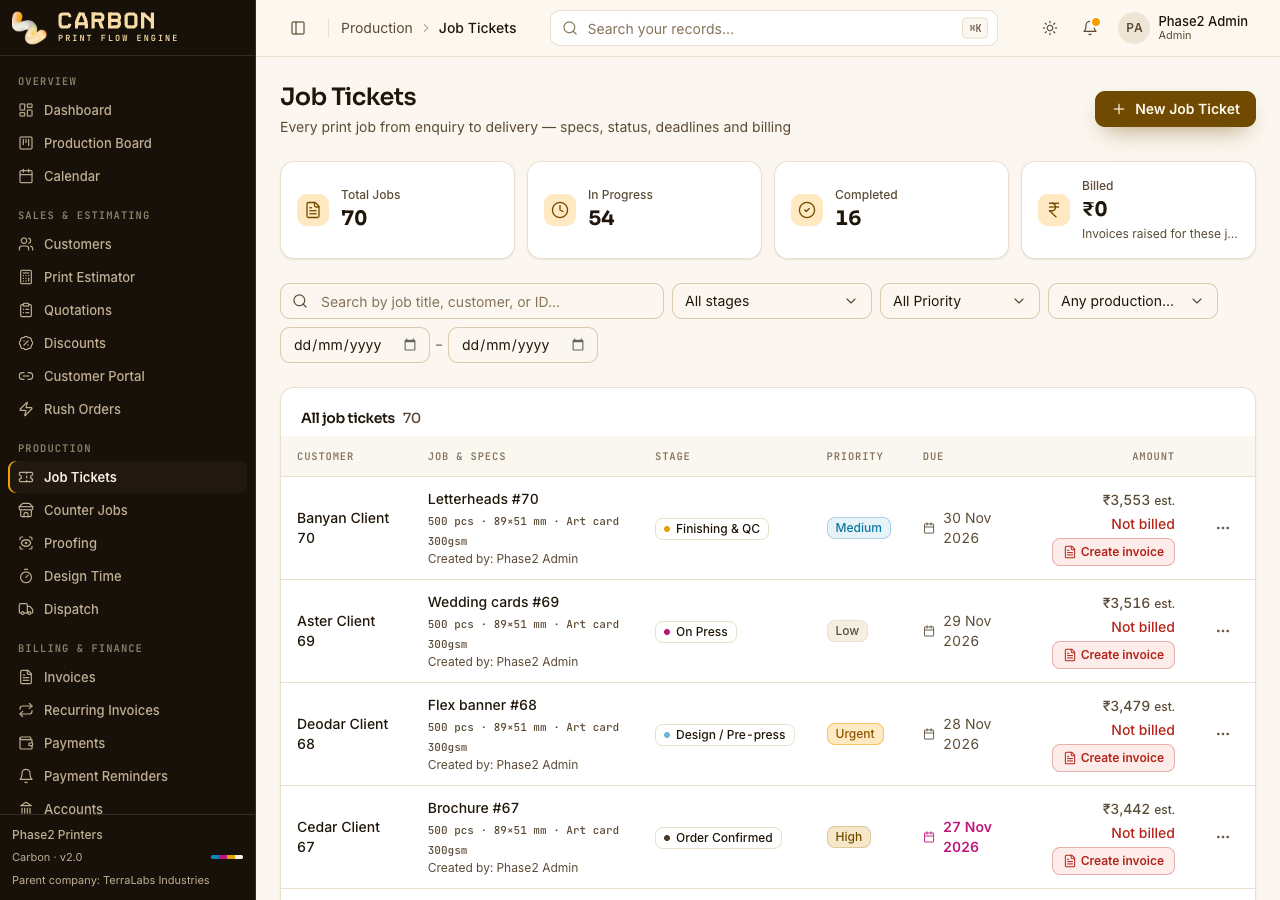 CARBON
PRINT FLOW ENGINE
OVERVIEW
Dashboard
Production Board
Calendar
SALES & ESTIMATING
Customers
Print Estimator
Quotations
Discounts
Customer Portal
Rush Orders
PRODUCTION
Job Tickets
Counter Jobs
Proofing
Design Time
Dispatch
BILLING & FINANCE
Invoices
Recurring Invoices
Payments
Payment Reminders
Accounts
Phase2 Printers
Carbon · v2.0
Parent company: TerraLabs Industries
Production > Job Tickets
Search your records...
⌘K
PA
Phase2 Admin
Admin
Job Tickets
Every print job from enquiry to delivery — specs, status, deadlines and billing
+ New Job Ticket
Total Jobs
70
In Progress
54
Completed
16
₹
Billed
₹0
Invoices raised for these j...
Search by job title, customer, or ID...
All stages
All Priority
Any production...
dd/mm/yyyy – dd/mm/yyyy
All job tickets 70
CUSTOMER JOB & SPECS STAGE PRIORITY DUE AMOUNT
Banyan Client
70
Letterheads #70
500 pcs · 89×51 mm · Art card
300gsm
Created by: Phase2 Admin
Finishing & QC
Medium
30 Nov
2026
₹3,553 est.
Not billed
Create invoice
Aster Client
69
Wedding cards #69
500 pcs · 89×51 mm · Art card
300gsm
Created by: Phase2 Admin
On Press
Low
29 Nov
2026
₹3,516 est.
Not billed
Create invoice
Deodar Client
68
Flex banner #68
500 pcs · 89×51 mm · Art card
300gsm
Created by: Phase2 Admin
Design / Pre-press
Urgent
28 Nov
2026
₹3,479 est.
Not billed
Create invoice
Cedar Client
67
Brochure #67
500 pcs · 89×51 mm · Art card
300gsm
Created by: Phase2 Admin
Order Confirmed
High
27 Nov
2026
₹3,442 est.
Not billed
Create invoice